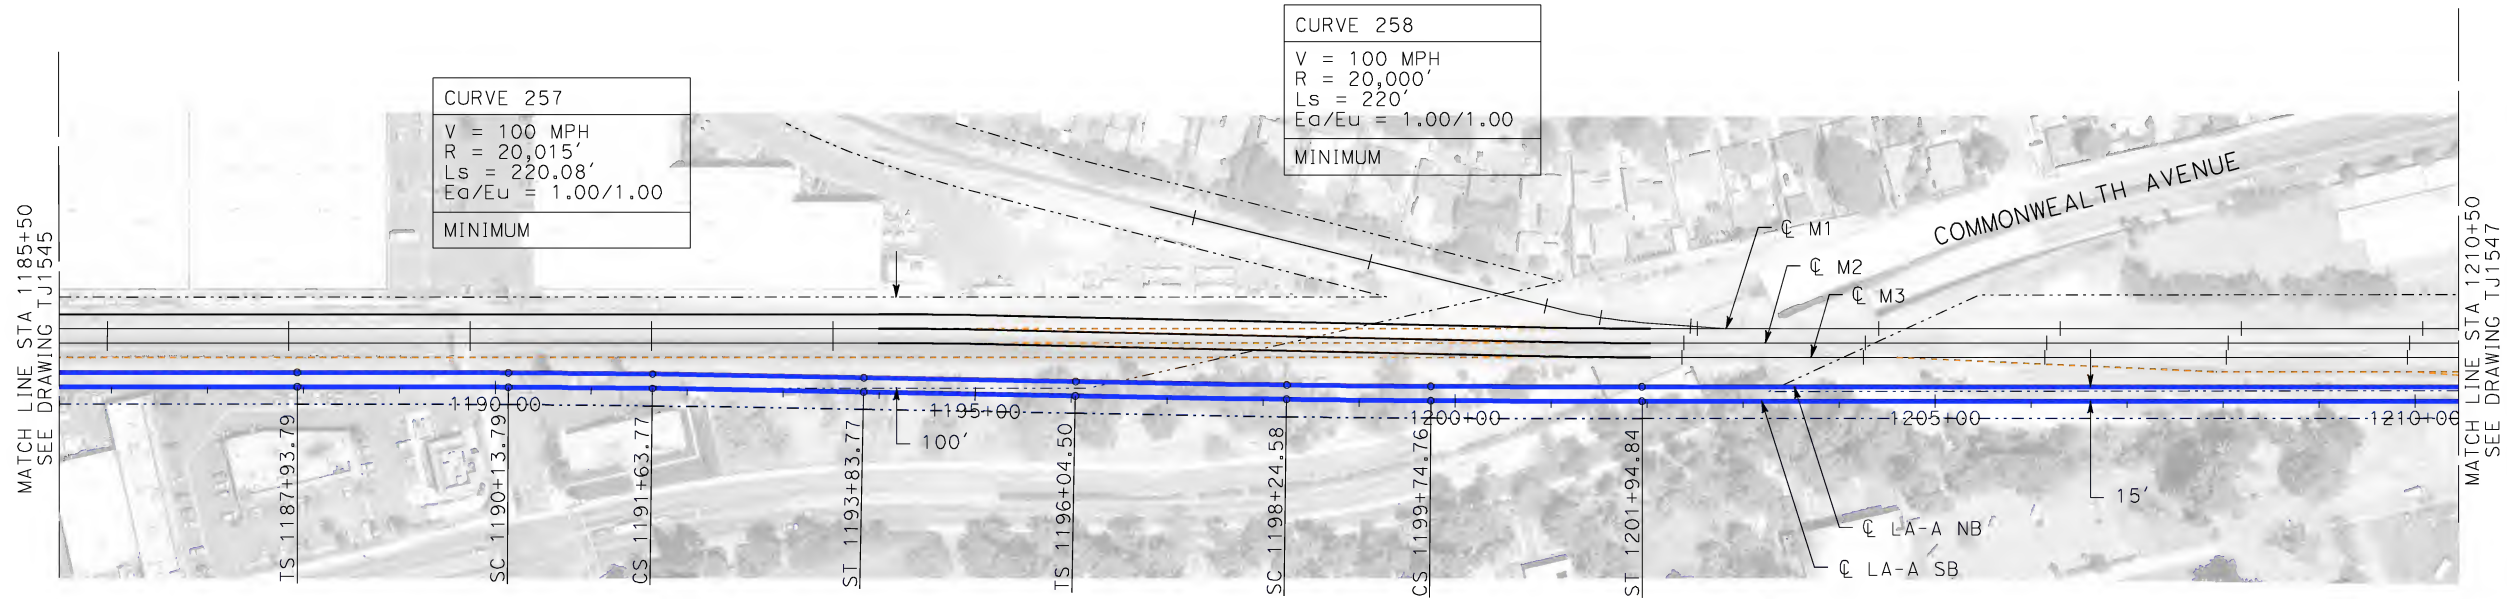 CURVE 258
V = 100 MPH
R = 20,000'
Ls = 220'
Ea/Eu = 1.00/1.00
MINIMUM
CURVE 257
V = 100 MPH
R = 20,015'
Ls = 220.08'
Ea/Eu = 1.00/1.00
MINIMUM
MATCH LINE STA 1185+50
SEE DRAWING TJ1545
COMMONWEALTH AVENUE
℄ M1
℄ M2
℄ M3
MATCH LINE STA 1210+50
SEE DRAWING TJ1547
1190+00
1195+00
1200+00
1205+00
1210+00
100'
15'
TS 1187+93.79
SC 1190+13.79
CS 1191+63.77
ST 1193+83.77
TS 1196+04.50
SC 1198+24.58
CS 1199+74.76
ST 1201+94.84
℄ LA-A NB
℄ LA-A SB